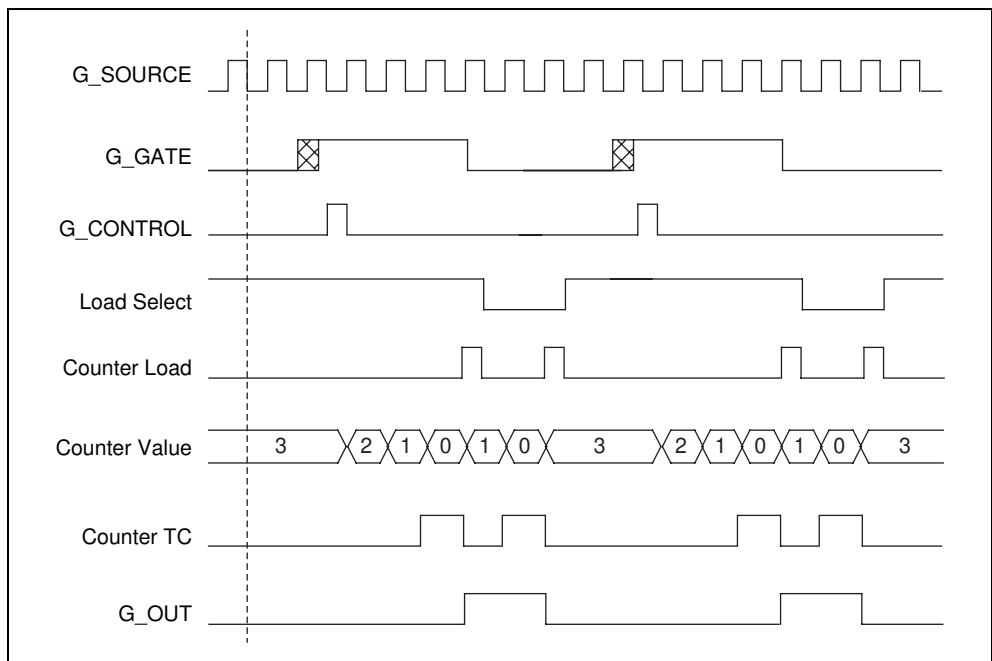 G_SOURCE
G_GATE
G_CONTROL
Load Select
Counter Load
Counter Value 3 2 1 0 1 0 3 2 1 0 1 0 3
Counter TC
G_OUT